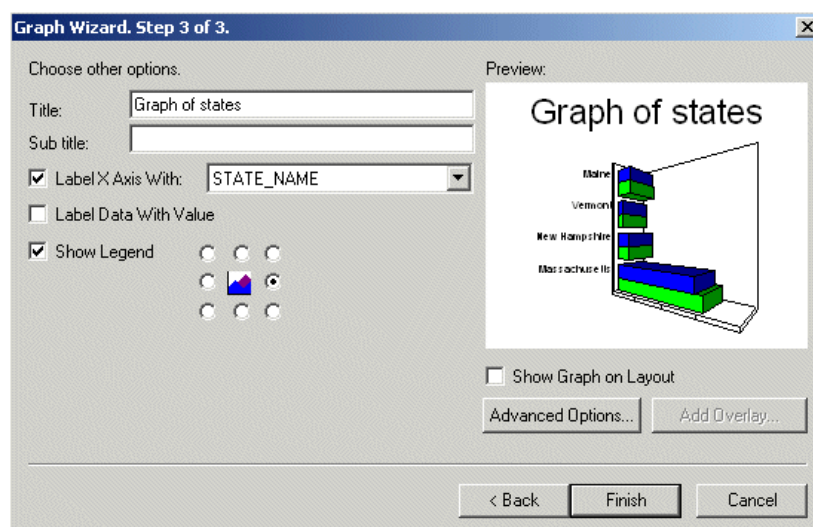 Graph Wizard. Step 3 of 3.
Choose other options.
Title: Graph of states
Sub title:
Label X Axis With: STATE_NAME
Label Data With Value
Show Legend
Preview:
Graph of states
Maine
Vermont
New Hampshire
Massachusetts
Show Graph on Layout
Advanced Options... Add Overlay...
< Back Finish Cancel